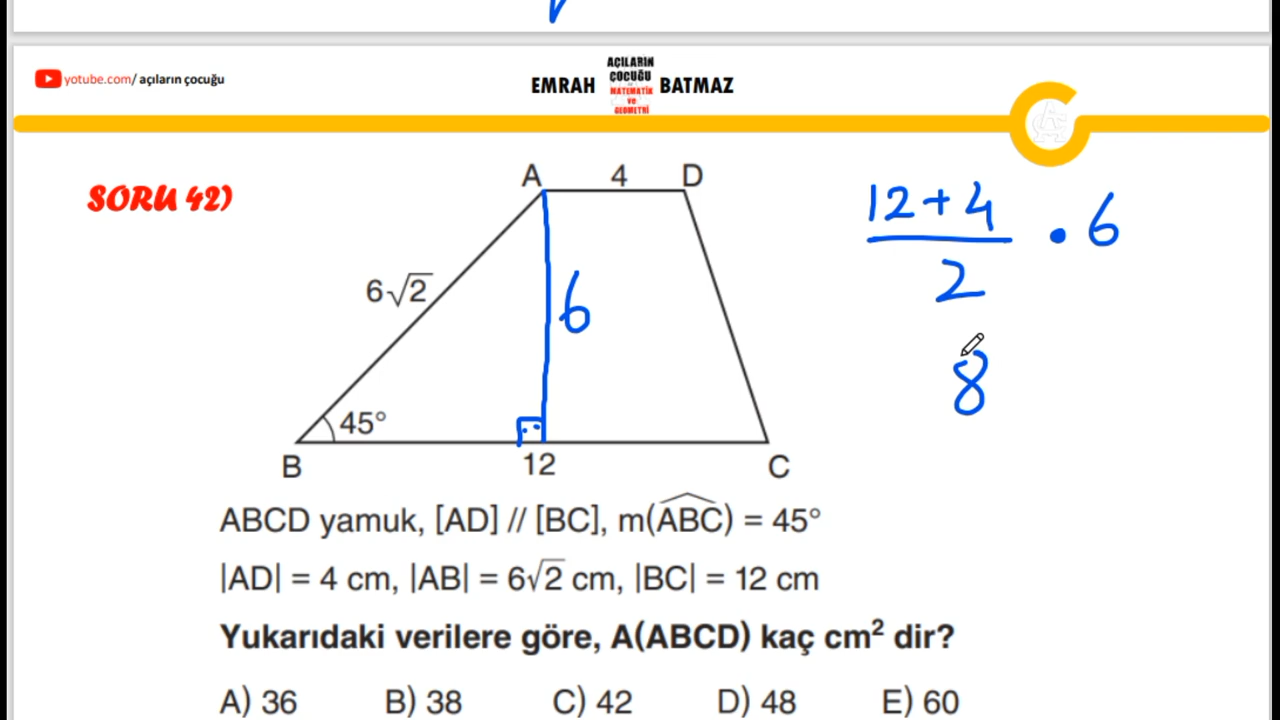 yotube.com/ açıların çocuğu
EMRAH AÇILARIN ÇOCUĞU MATEMATİK ve GEOMETRİ BATMAZ
SORU 42)
A 4 D
6√2
6
45°
B 12 C
12+4
2
. 6
8
ABCD yamuk, [AD] // [BC], m(ABC) = 45°
|AD| = 4 cm, |AB| = 6√2 cm, |BC| = 12 cm
Yukarıdaki verilere göre, A(ABCD) kaç cm² dir?
A) 36 B) 38 C) 42 D) 48 E) 60